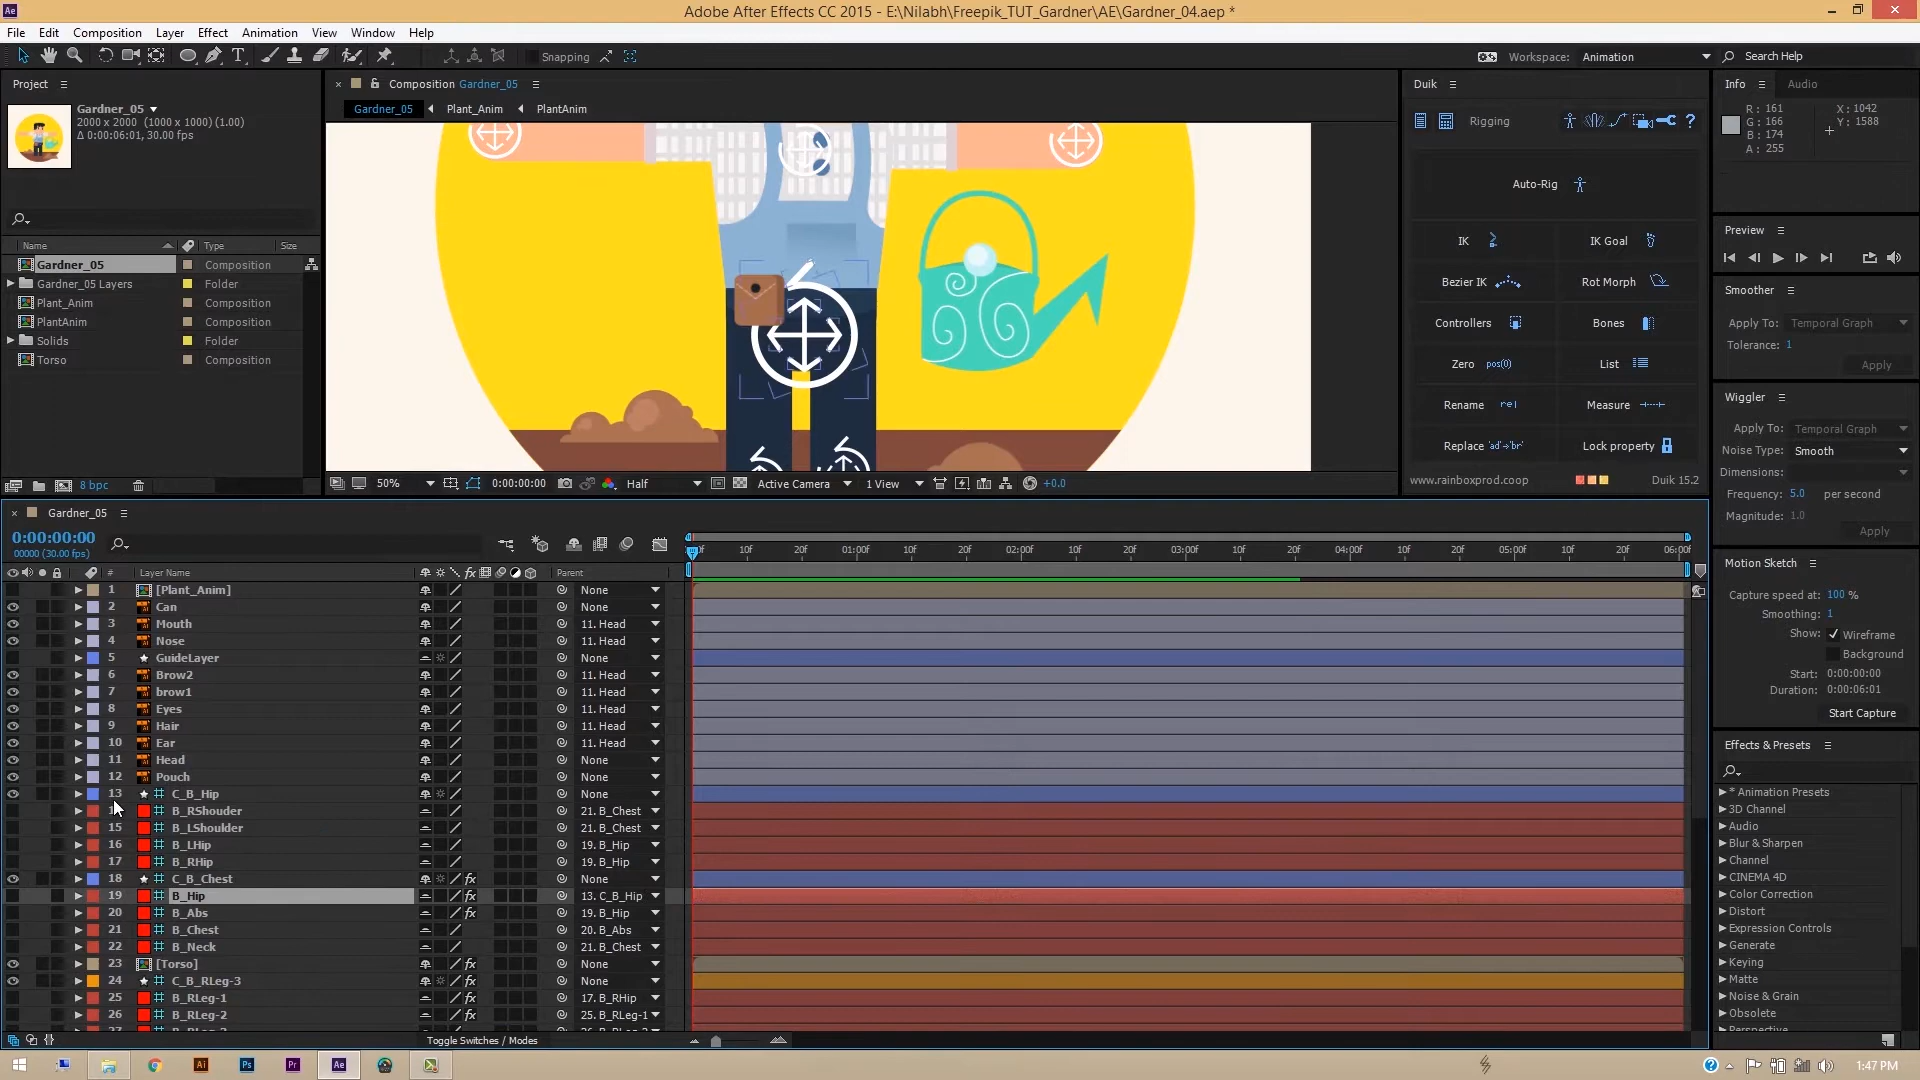 Adobe After Effects CC 2015 - E:\Nilabh\Freepik_TUT_Gardner\AE\Gardner_04.aep *
File Edit Composition Layer Effect Animation View Window Help
Snapping
Workspace: Animation
Search Help
Project
Gardner_05
2000 x 2000 (1000 x 1000) (1.00)
Δ 0:00:06:01, 30.00 fps
Name Type Size
Gardner_05 Composition
Gardner_05 Layers Folder
Plant_Anim Composition
PlantAnim Composition
Solids Folder
Torso Composition
8 bpc
Composition Gardner_05
Gardner_05 Plant_Anim PlantAnim
50% 0:00:00:00 Half Active Camera 1 View +0.0
Duik
Rigging
Auto-Rig
IK IK Goal
Bezier IK Rot Morph
Controllers Bones
Zero pos(0) List
Rename Measure
Replace Lock property
www.rainboxprod.coop Duik 15.2
Info Audio
R: 161 X: 1042
G: 166 Y: 1588
B: 174
A: 255
Preview
Smoother
Apply To: Temporal Graph
Tolerance: 1
Apply
Wiggler
Apply To: Temporal Graph
Noise Type: Smooth
Dimensions:
Frequency: 5.0 per second
Magnitude: 1.0
Apply
Motion Sketch
Capture speed at: 100 %
Smoothing: 1
Show: Wireframe
Background
Start: 0:00:00:00
Duration: 0:00:06:01
Start Capture
Effects & Presets
* Animation Presets
3D Channel
Audio
Blur & Sharpen
Channel
CINEMA 4D
Color Correction
Distort
Expression Controls
Generate
Keying
Matte
Noise & Grain
Obsolete
Perspective
Gardner_05
0:00:00:00
00000 (30.00 fps)
10f 20f 01:00f 10f 20f 02:00f 10f 20f 03:00f 10f 20f 04:00f 10f 20f 05:00f 10f 20f 06:00f
# Layer Name fx Parent
1 [Plant_Anim] None
2 Can None
3 Mouth 11. Head
4 Nose 11. Head
5 GuideLayer None
6 Brow2 11. Head
7 brow1 11. Head
8 Eyes 11. Head
9 Hair 11. Head
10 Ear 11. Head
11 Head None
12 Pouch None
13 C_B_Hip None
B_RShouder 21. B_Chest
15 B_LShoulder 21. B_Chest
16 B_LHip 19. B_Hip
17 B_RHip 19. B_Hip
18 C_B_Chest fx None
19 B_Hip fx 13. C_B_Hip
20 B_Abs fx 19. B_Hip
21 B_Chest 20. B_Abs
22 B_Neck 21. B_Chest
23 [Torso] fx None
24 C_B_RLeg-3 fx None
25 B_RLeg-1 fx 17. B_RHip
26 B_RLeg-2 fx 25. B_RLeg-1
Toggle Switches / Modes
1:47 PM